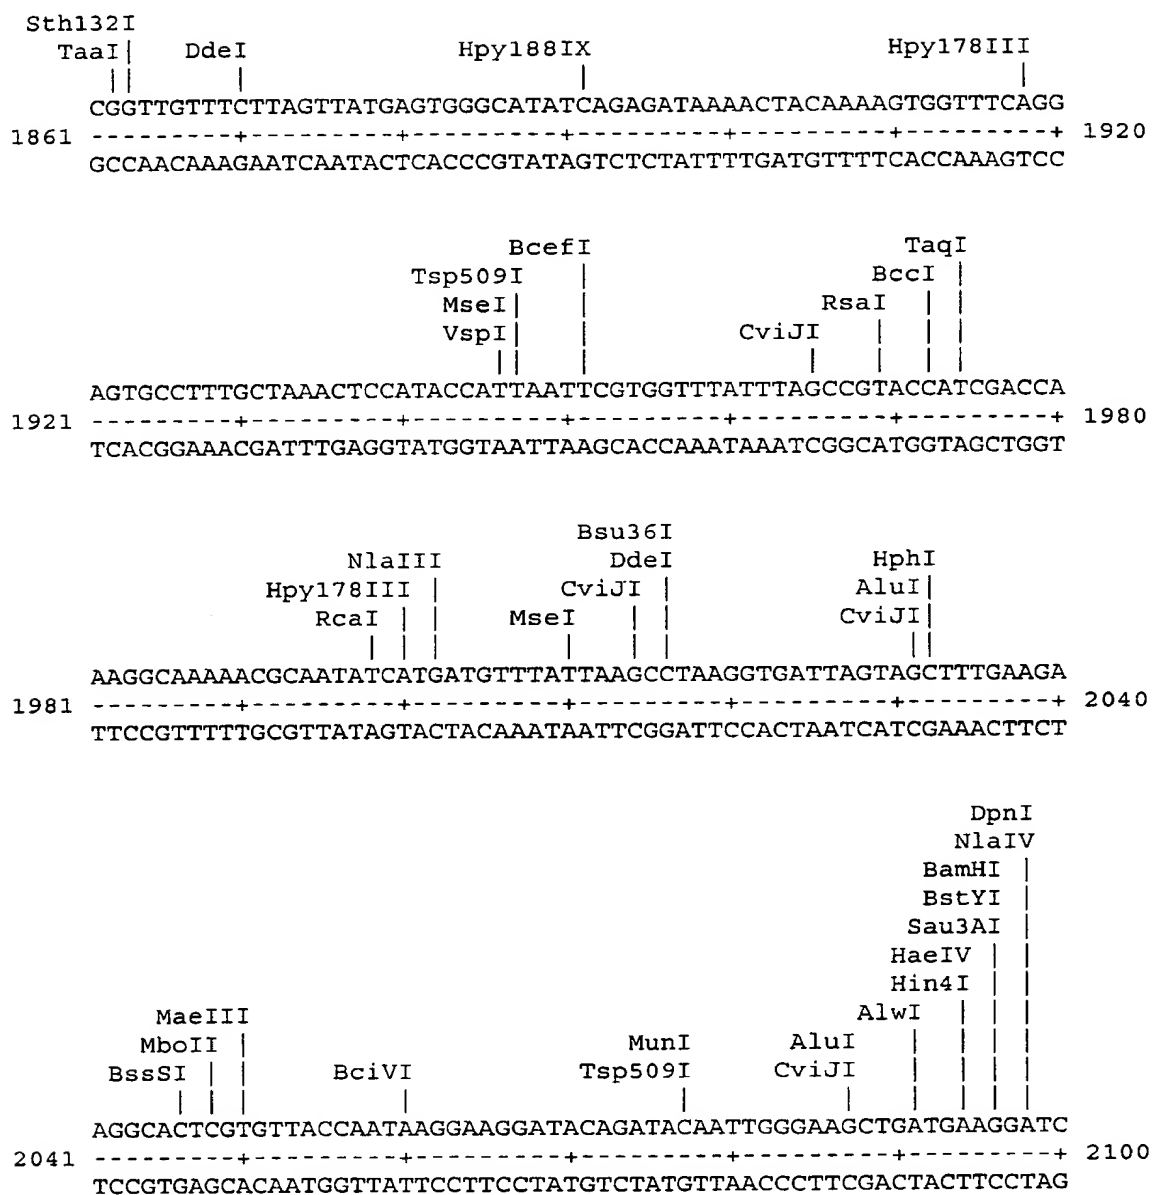 Sth132I
TaaI| DdeI Hpy188IX Hpy178III
CGGTTGTTTCTTAGTTATGAGTGGGCATATCAGAGATAAAACTACAAAAGTGGTTTCAGG
1861 ---------+---------+---------+---------+---------+---------+ 1920
GCCAACAAAGAATCAATACTCACCCGTATAGTCTCTATTTTGATGTTTTCACCAAAGTCC
BcefI TaqI
Tsp509I BccI
MseI RsaI
VspI CviJI
AGTGCCTTTGCTAAACTCCATACCATTAATTCGTGGTTTATTTAGCCGTACCATCGACCA
1921 ---------+---------+---------+---------+---------+---------+ 1980
TCACGGAAACGATTTGAGGTATGGTAATTAAGCACCAAATAAATCGGCATGGTAGCTGGT
Bsu36I
NlaIII DdeI HphI
Hpy178III CviJI AluI
RcaI MseI CviJI
AAGGCAAAAACGCAATATCATGATGTTTATTAAGCCTAAGGTGATTAGTAGCTTTGAAGA
1981 ---------+---------+---------+---------+---------+---------+ 2040
TTCCGTTTTTGCGTTATAGTACTACAAATAATTCGGATTCCACTAATCATCGAAACTTCT
DpnI
NlaIV
BamHI
BstYI
Sau3AI
HaeIV
Hin4I
MaeIII AlwI
MboII MunI AluI
BssSI BciVI Tsp509I CviJI
AGGCACTCGTGTTACCAATAAGGAAGGATACAGATACAATTGGGAAGCTGATGAAGGATC
2041 ---------+---------+---------+---------+---------+---------+ 2100
TCCGTGAGCACAATGGTTATTCCTTCCTATGTCTATGTTAACCCTTCGACTACTTCCTAG